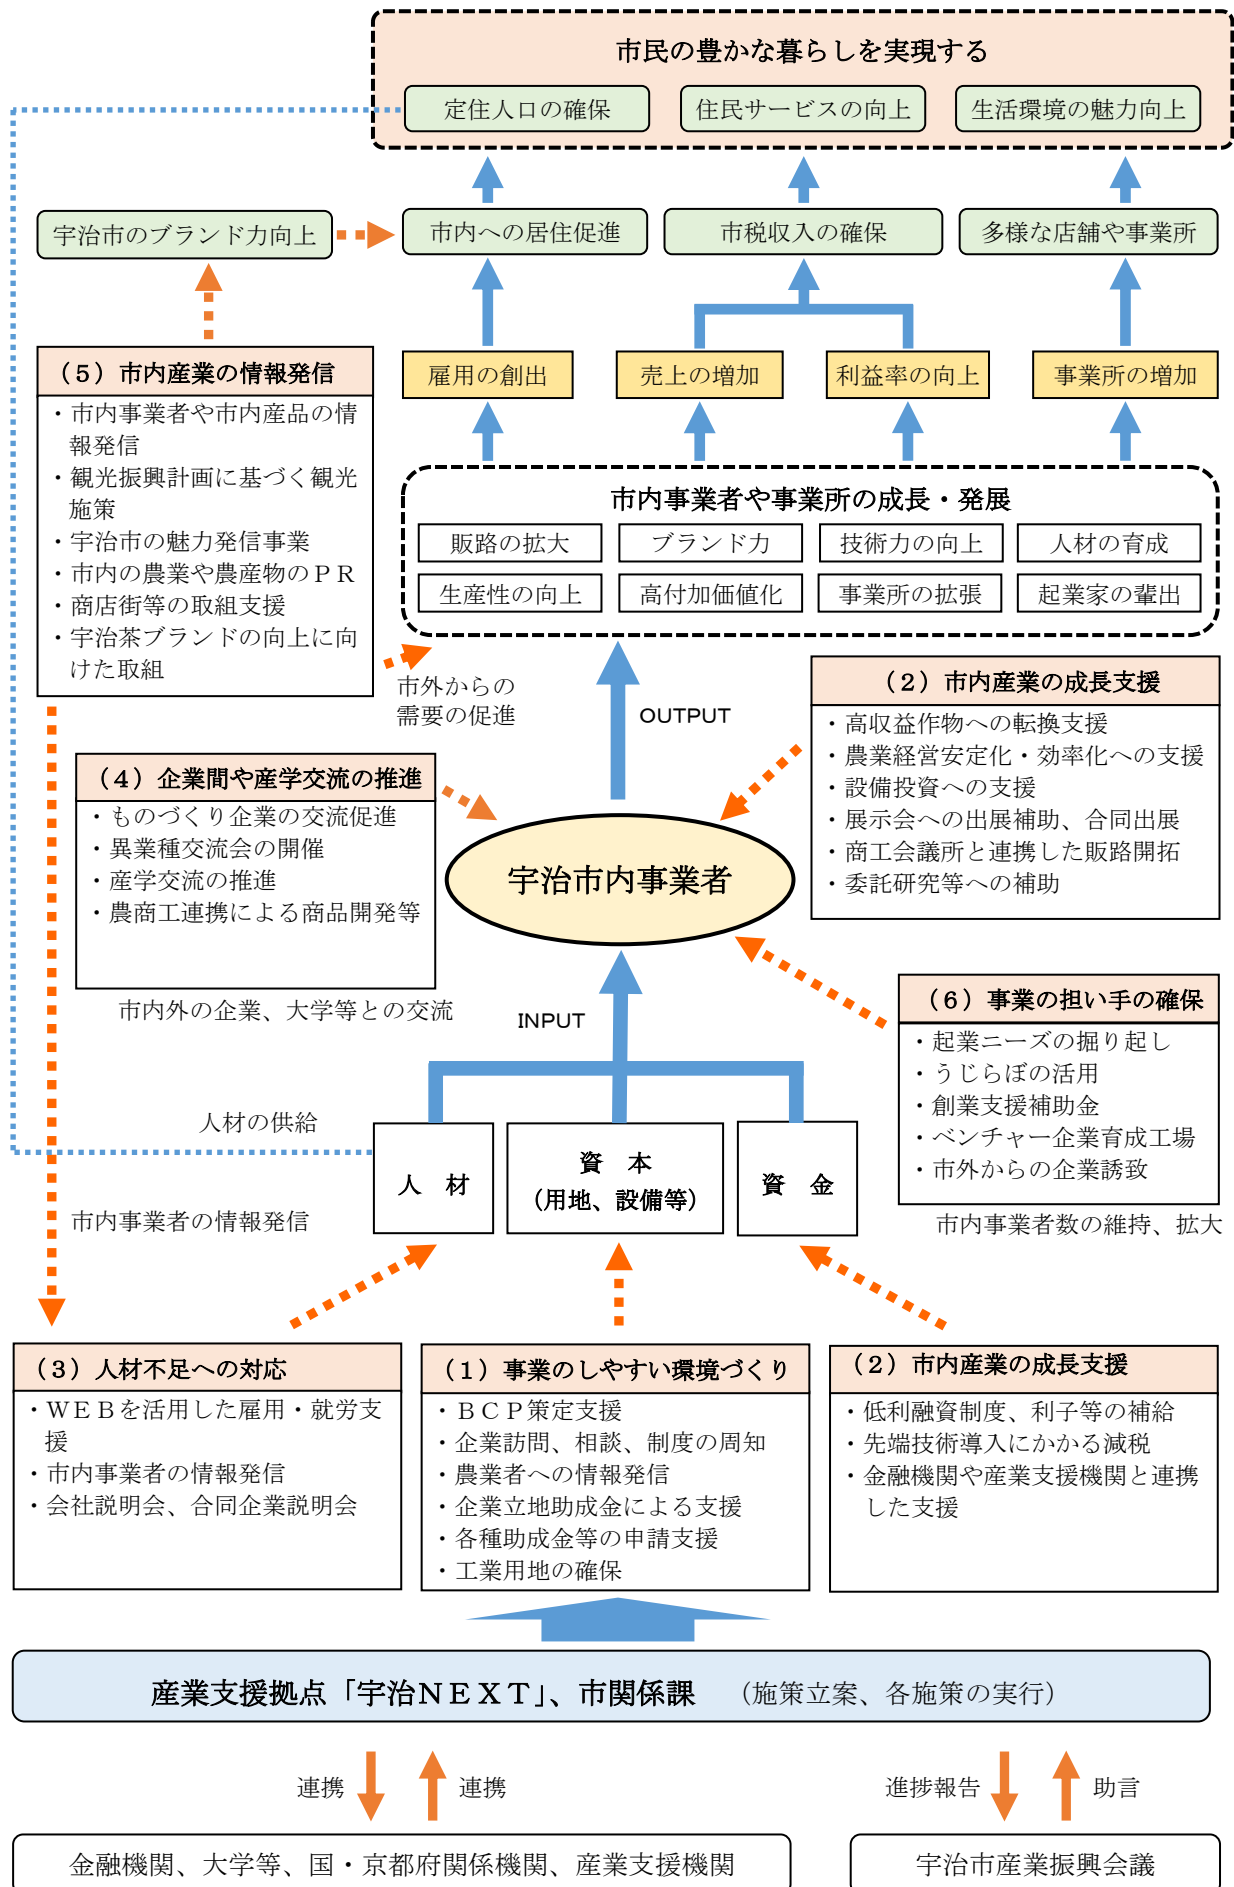 市民の豊かな暮らしを実現する
定住人口の確保
住民サービスの向上
生活環境の魅力向上
宇治市のブランド力向上
市内への居住促進
市税収入の確保
多様な店舗や事業所
雇用の創出
売上の増加
利益率の向上
事業所の増加
(5)市内産業の情報発信
・市内事業者や市内産品の情
報発信
・観光振興計画に基づく観光
施策
・宇治市の魅力発信事業
・市内の農業や農産物のPR
・商店街等の取組支援
・宇治茶ブランドの向上に向
けた取組
市内事業者や事業所の成長・発展
販路の拡大
ブランド力
技術力の向上
人材の育成
生産性の向上
高付加価値化
事業所の拡張
起業家の輩出
市外からの
需要の促進
OUTPUT
(2)市内産業の成長支援
・高収益作物への転換支援
・農業経営安定化・効率化への支援
・設備投資への支援
・展示会への出展補助、合同出展
・商工会議所と連携した販路開拓
・委託研究等への補助
(4)企業間や産学交流の推進
・ものづくり企業の交流促進
・異業種交流会の開催
・産学交流の推進
・農商工連携による商品開発等
市内外の企業、大学等との交流
宇治市内事業者
INPUT
(6)事業の担い手の確保
・起業ニーズの掘り起し
・うじらぼの活用
・創業支援補助金
・ベンチャー企業育成工場
・市外からの企業誘致
市内事業者数の維持、拡大
人材の供給
人 材
資 本
(用地、設備等)
資 金
市内事業者の情報発信
(3)人材不足への対応
・WEBを活用した雇用・就労支
援
・市内事業者の情報発信
・会社説明会、合同企業説明会
(1)事業のしやすい環境づくり
・BCP策定支援
・企業訪問、相談、制度の周知
・農業者への情報発信
・企業立地助成金による支援
・各種助成金等の申請支援
・工業用地の確保
(2)市内産業の成長支援
・低利融資制度、利子等の補給
・先端技術導入にかかる減税
・金融機関や産業支援機関と連携
した支援
産業支援拠点「宇治NEXT」、市関係課 (施策立案、各施策の実行)
連携
連携
進捗報告
助言
金融機関、大学等、国・京都府関係機関、産業支援機関
宇治市産業振興会議